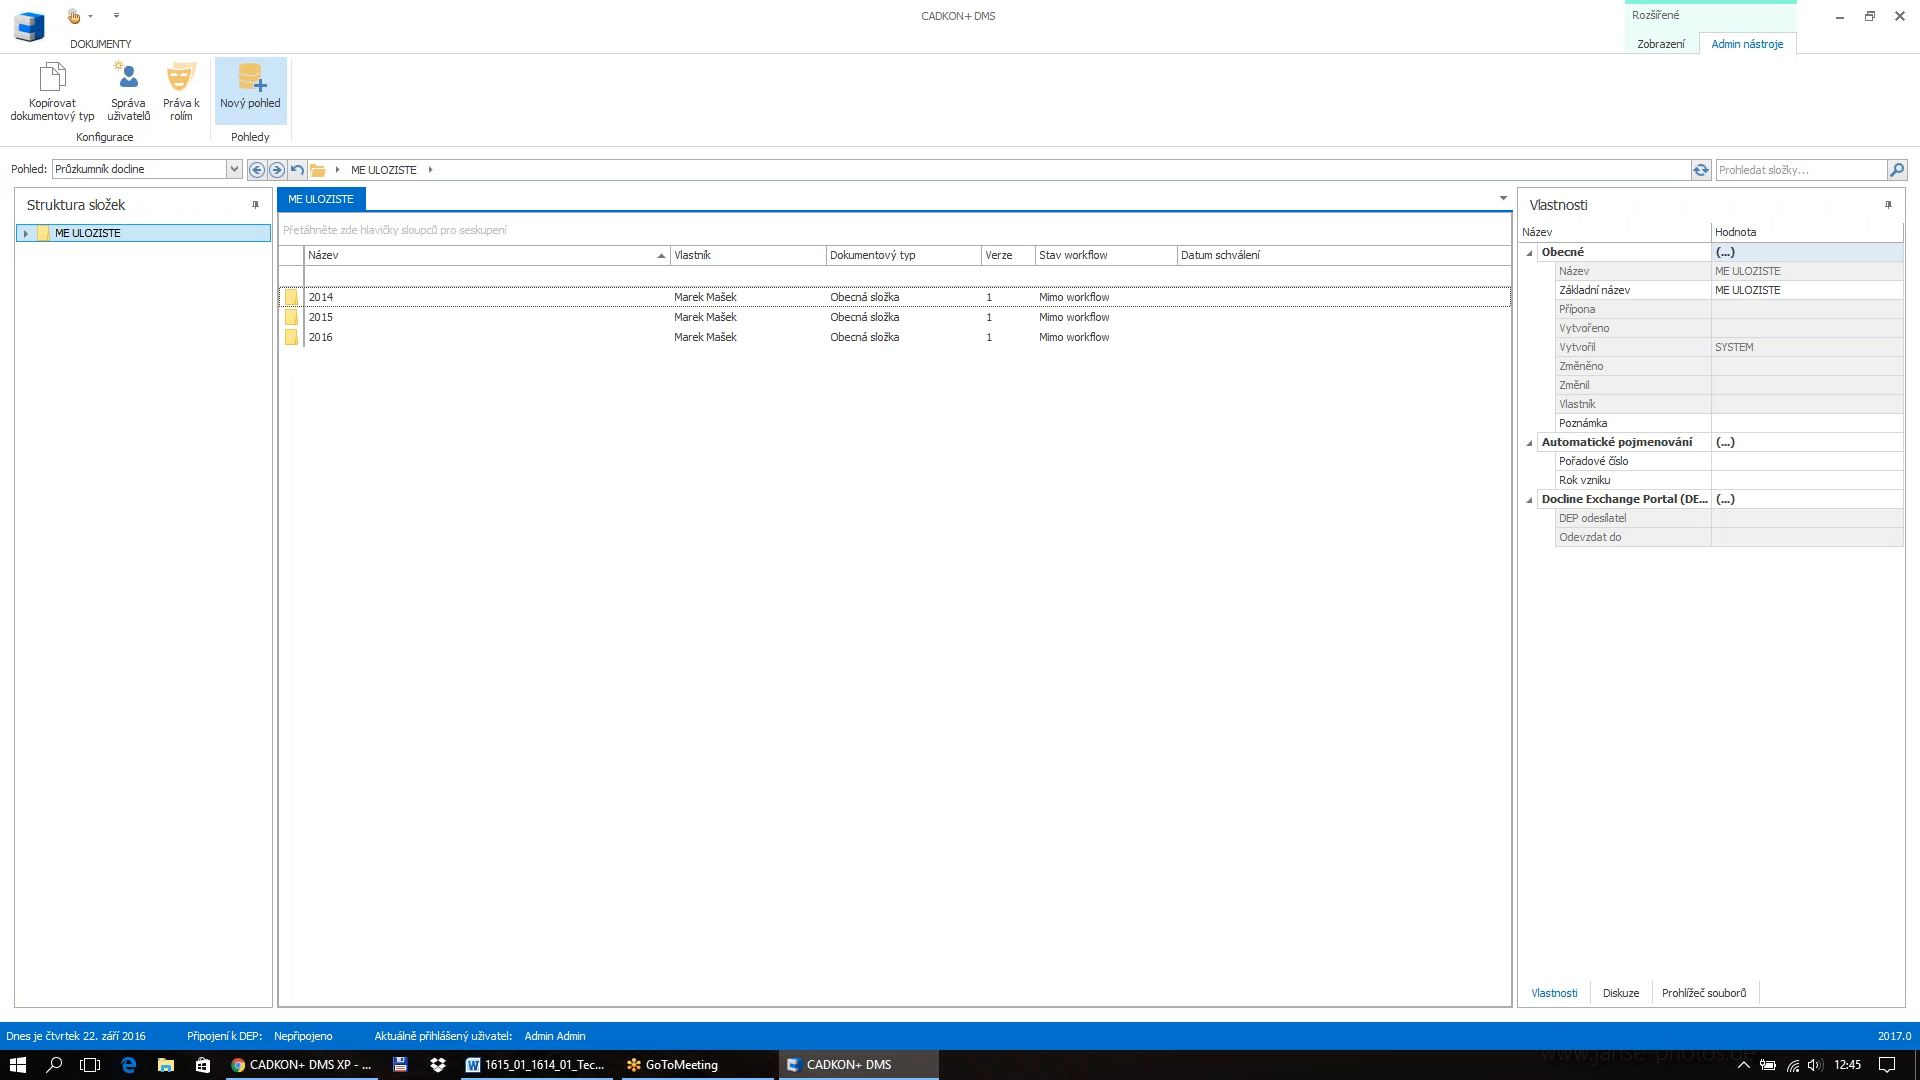 CADKON+ DMS
Rozšířené
DOKUMENTY
Zobrazení
Admin nástroje
Kopírovat
dokumentový typ
Správa
uživatelů
Práva k
rolím
Nový pohled
Konfigurace
Pohledy
Pohled:
Průzkumník docline
ME ULOZISTE
Prohledat složky...
Struktura složek
ME ULOZISTE
ME ULOZISTE
Přetáhněte zde hlavičky sloupců pro seskupení
Název Vlastník Dokumentový typ Verze Stav workflow Datum schválení
2014 Marek Mašek Obecná složka 1 Mimo workflow
2015 Marek Mašek Obecná složka 1 Mimo workflow
2016 Marek Mašek Obecná složka 1 Mimo workflow
Vlastnosti
Název Hodnota
Obecné (...)
Název ME ULOZISTE
Základní název ME ULOZISTE
Přípona
Vytvořeno
Vytvořil SYSTEM
Změněno
Změnil
Vlastník
Poznámka
Automatické pojmenování (...)
Pořadové číslo
Rok vzniku
Docline Exchange Portal (DE... (...)
DEP odesílatel
Odevzdat do
Vlastnosti Diskuze Prohlížeč souborů
Dnes je čtvrtek 22. září 2016 Připojení k DEP: Nepřipojeno Aktuálně přihlášený uživatel: Admin Admin 2017.0
CADKON+ DMS XP - ... 1615_01_1614_01_Tec... GoToMeeting CADKON+ DMS 12:45
www.janse-photos.de